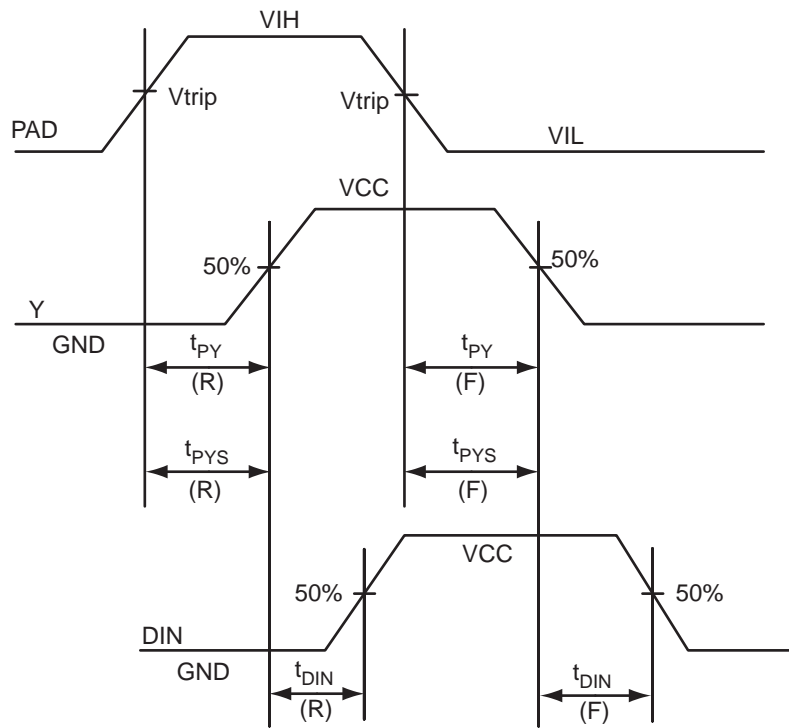 VIH
Vtrip
Vtrip
PAD
VIL
VCC
50%
50%
Y
GND
tPY
(R)
tPY
(F)
tPYS
(R)
tPYS
(F)
VCC
50%
50%
DIN
GND
tDIN
(R)
tDIN
(F)